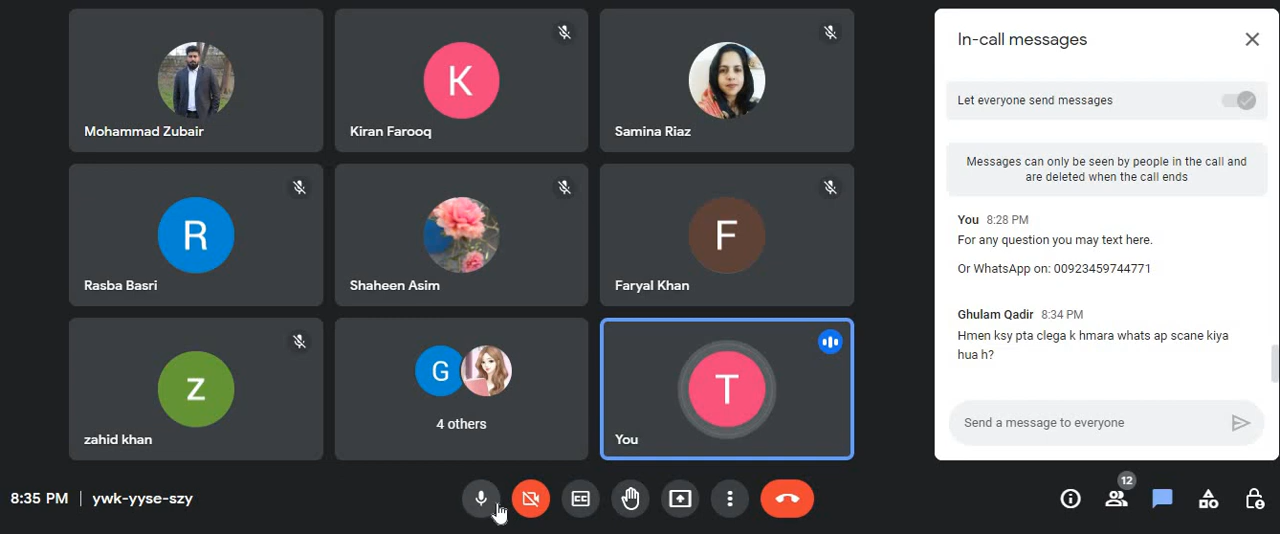 Mohammad Zubair
K
Kiran Farooq
Samina Riaz
R
Rasba Basri
Shaheen Asim
F
Faryal Khan
z
zahid khan
G
4 others
T
You
In-call messages
Let everyone send messages
Messages can only be seen by people in the call and
are deleted when the call ends
You 8:28 PM
For any question you may text here.
Or WhatsApp on: 00923459744771
Ghulam Qadir 8:34 PM
Hmen ksy pta clega k hmara whats ap scane kiya
hua h?
Send a message to everyone
8:35 PM | ywk-yyse-szy
CC
12